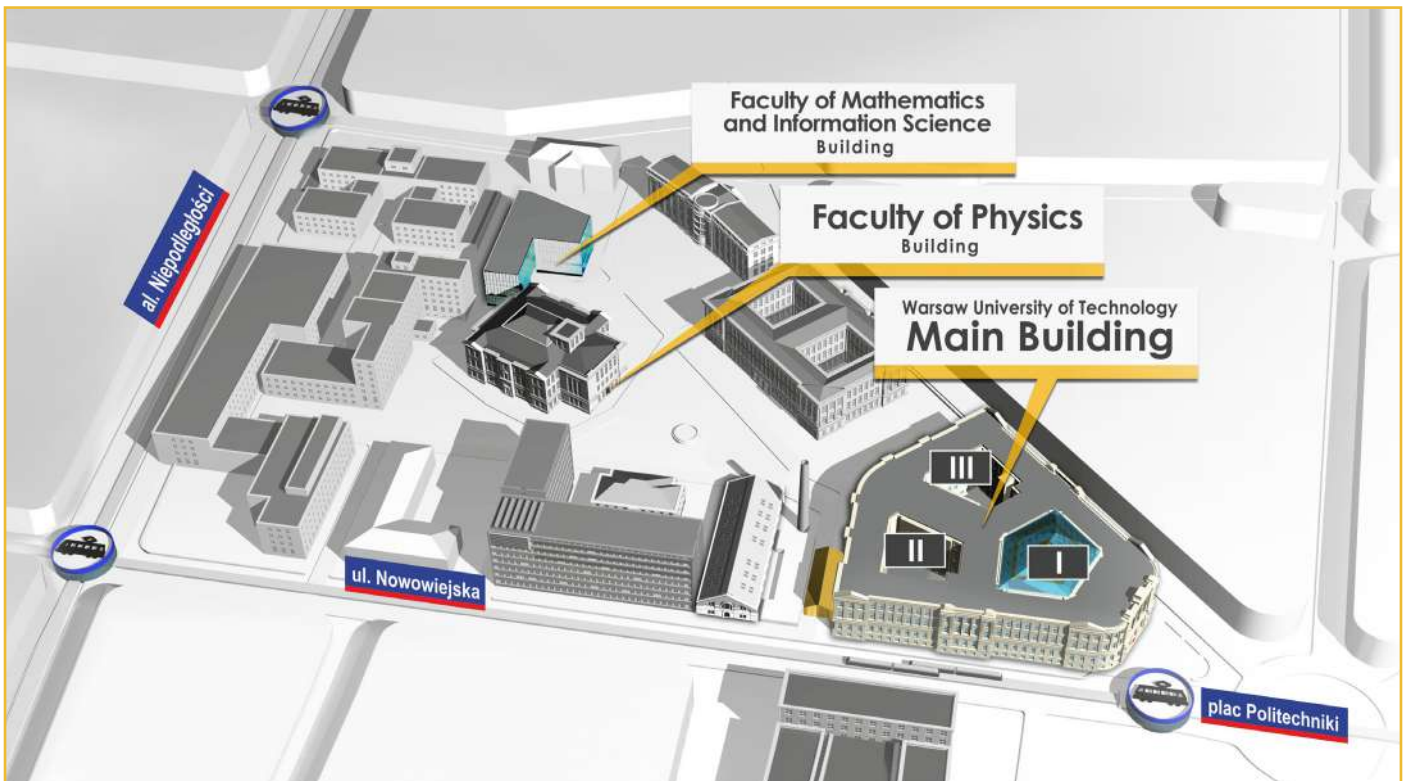 Faculty of Mathematics
and Information Science
Building
Faculty of Physics
Building
Warsaw University of Technology
Main Building
al. Niepodległości
III
II
I
ul. Nowowiejska
plac Politechniki